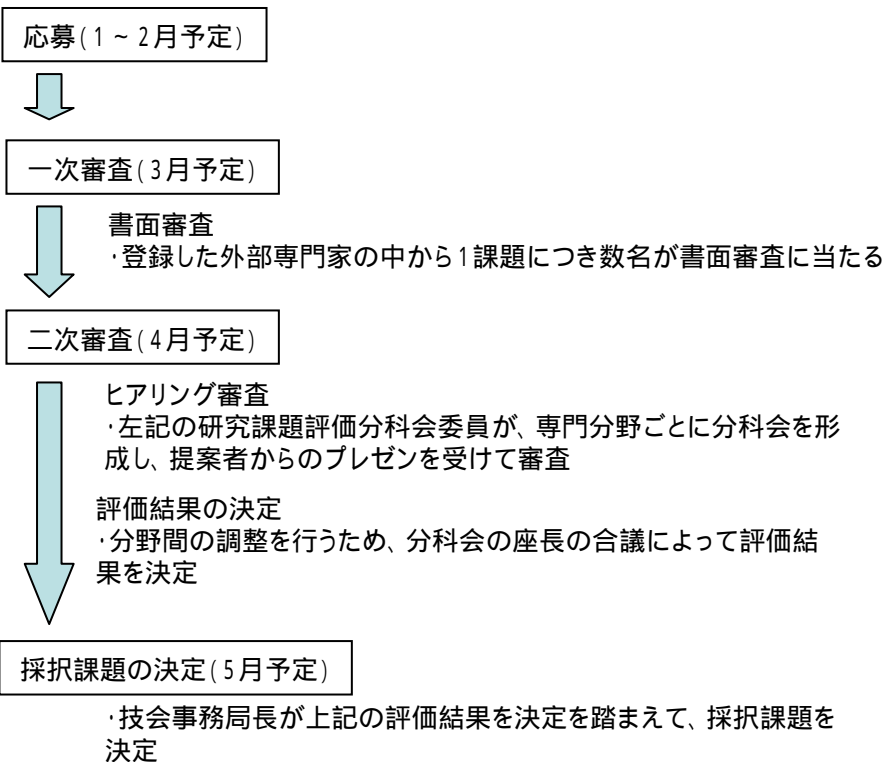 応募(1~2月予定)
一次審査(3月予定)
書面審査
・登録した外部専門家の中から1課題につき数名が書面審査に当たる
二次審査(4月予定)
ヒアリング審査
・左記の研究課題評価分科会委員が、専門分野ごとに分科会を形
成し、提案者からのプレゼンを受けて審査
評価結果の決定
・分野間の調整を行うため、分科会の座長の合議によって評価結
果を決定
採択課題の決定(5月予定)
・技会事務局長が上記の評価結果を決定を踏まえて、採択課題を
決定